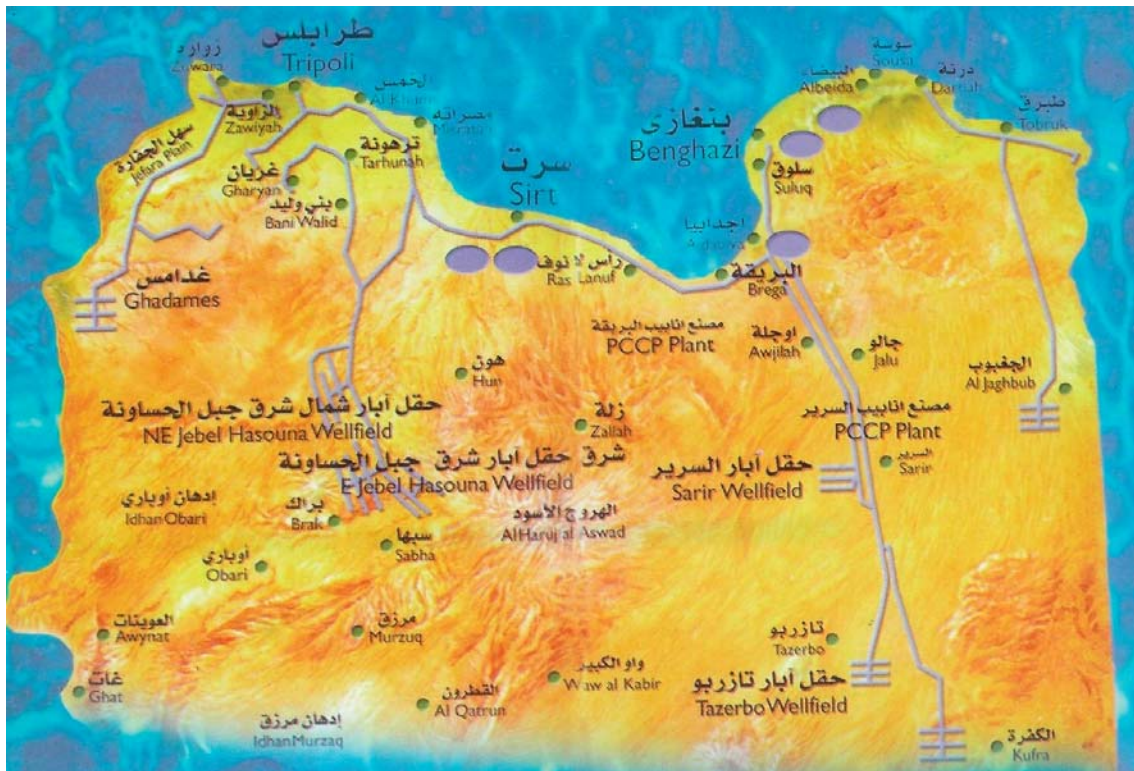 طرابلس
Tripoli
زوارة
Zuwara
الزاوية
Zawiyah
الخمس
Al Khums
مصراته
Misratah
سهل الجفارة
Jefara Plain
ترهونة
Tarhunah
غريان
Gharyan
بني وليد
Bani Walid
سرت
Sirt
بنغازى
Benghazi
سوسة
Sousa
البيضاء
Albeida
درنة
Darnah
طبرق
Tobruk
سلوق
Suluq
اجدابيا
غدامس
Ghadames
رأس لانوف
Ras Lanuf
البريقة
Brega
مصنع انابيب البريقة
PCCP Plant
اوجلة
Awjilah
جالو
Jalu
الجغبوب
Al Jaghbub
هون
Hun
حقل آبار شمال شرق جبل الحساونة
NE Jebel Hasouna Wellfield
زلة
Zallah
مصنع انابيب السرير
PCCP Plant
شرق حقل آبار شرق جبل الحساونة
E Jebel Hasouna Wellfield
حقل آبار السرير
Sarir Wellfield
السرير
Sarir
إدهان أوباري
Idhan Obari
براك
Brak
الهروج الأسود
Al Haruj al Aswad
سبها
Sabha
أوباري
Obari
العوينات
Awynat
مرزق
Murzuq
تازربو
Tazerbo
غات
Ghat
واو الكبير
Waw al Kabir
حقل آبار تازربو
Tazerbo Wellfield
القطرون
Al Qatrun
إدهان مرزق
Idhan Murzaq
الكفرة
Kufra